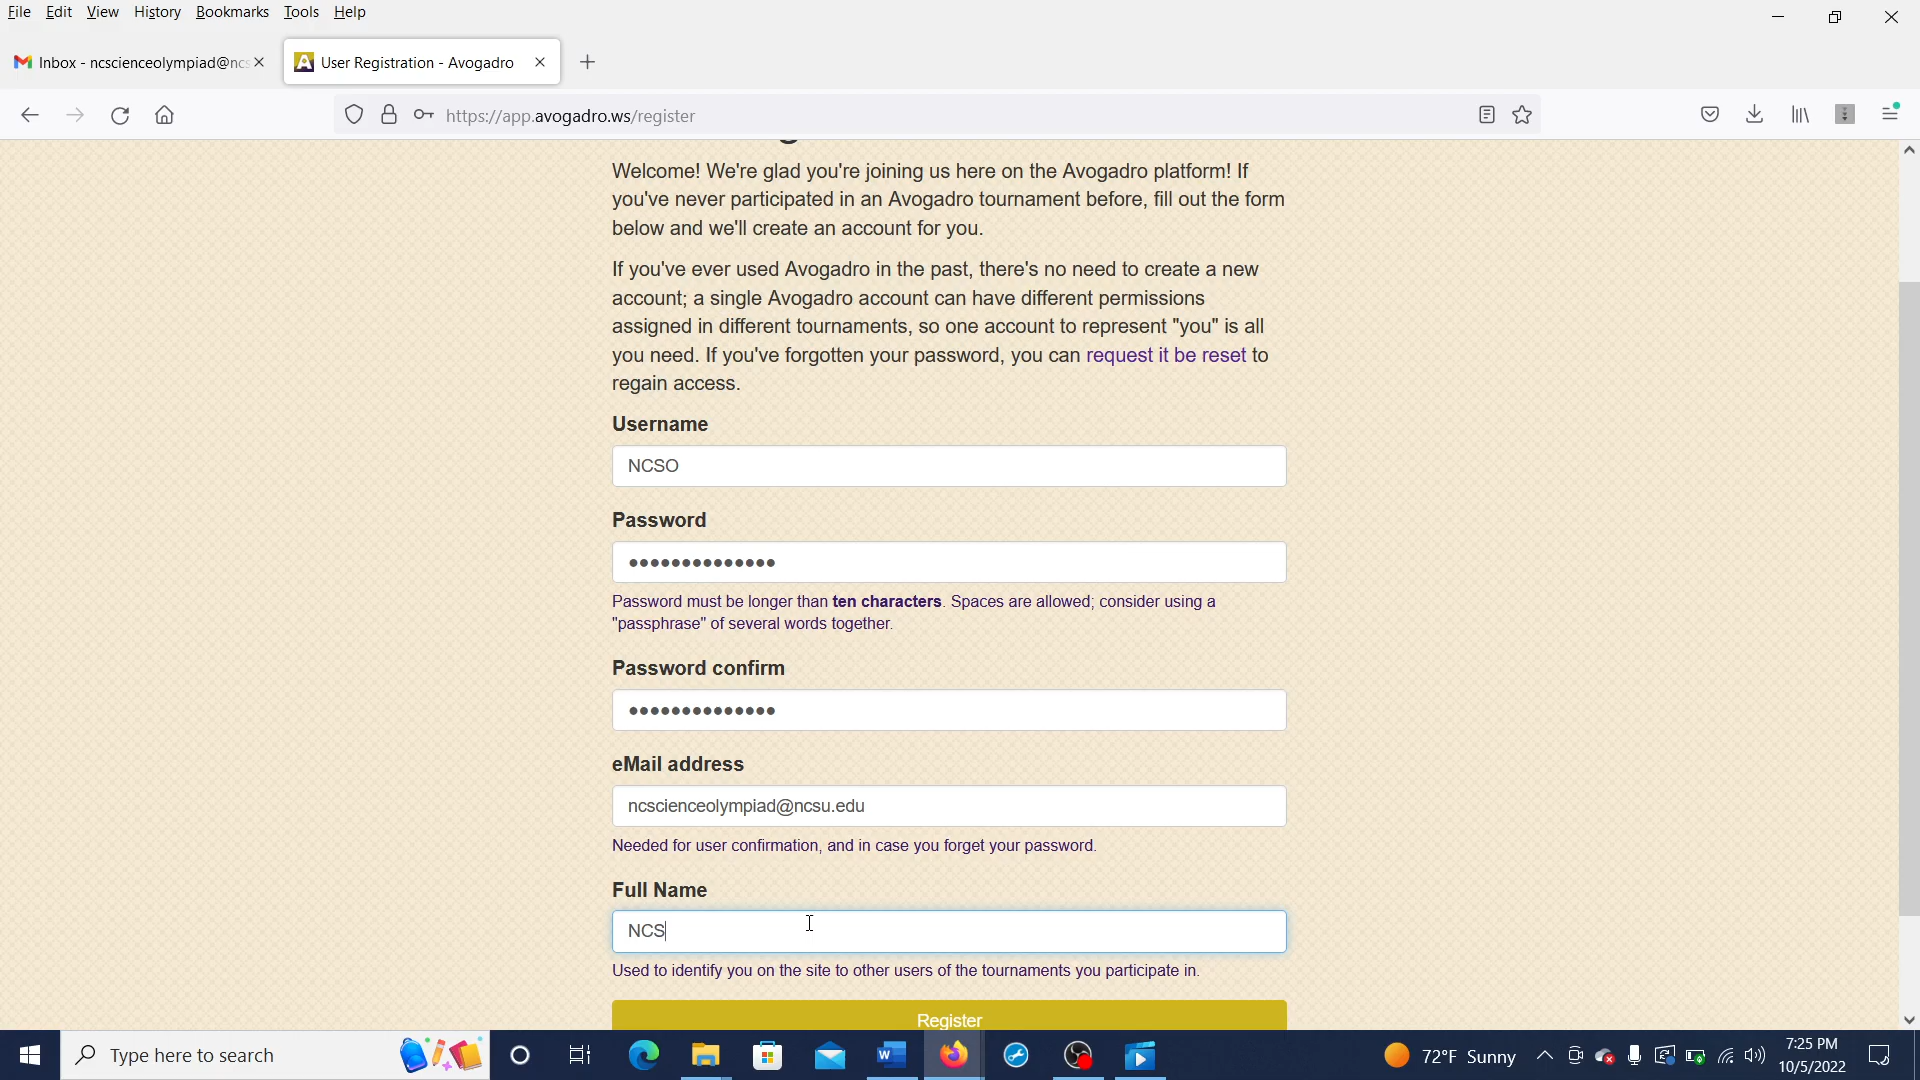 File Edit View History Bookmarks Tools Help
Inbox - ncscienceolympiad@ncs
User Registration - Avogadro
https://app.avogadro.ws/register
Welcome! We're glad you're joining us here on the Avogadro platform! If
you've never participated in an Avogadro tournament before, fill out the form
below and we'll create an account for you.
If you've ever used Avogadro in the past, there's no need to create a new
account; a single Avogadro account can have different permissions
assigned in different tournaments, so one account to represent "you" is all
you need. If you've forgotten your password, you can request it be reset to
regain access.
Username
NCSO
Password
••••••••••••••
Password must be longer than ten characters. Spaces are allowed; consider using a
"passphrase" of several words together.
Password confirm
••••••••••••••
eMail address
ncscienceolympiad@ncsu.edu
Needed for user confirmation, and in case you forget your password.
Full Name
NCS
Used to identify you on the site to other users of the tournaments you participate in.
Register
Type here to search
72°F Sunny
7:25 PM
10/5/2022